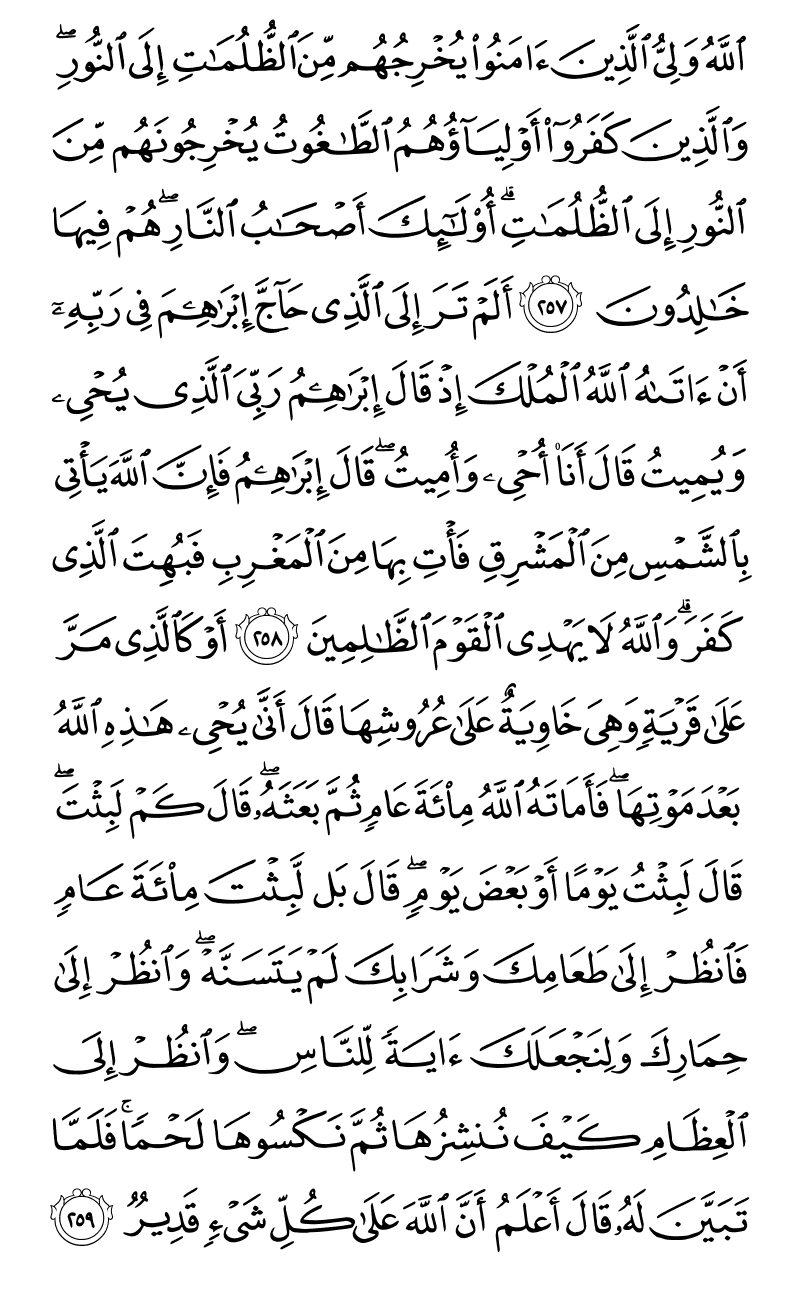 ٱللَّهُ وَلِىُّ ٱلَّذِينَ ءَامَنُوا۟ يُخْرِجُهُم مِّنَ ٱلظُّلُمَـٰتِ إِلَى ٱلنُّورِ ۖ
وَٱلَّذِينَ كَفَرُوٓا۟ أَوْلِيَآؤُهُمُ ٱلطَّـٰغُوتُ يُخْرِجُونَهُم مِّنَ
ٱلنُّورِ إِلَى ٱلظُّلُمَـٰتِ ۗ أُو۟لَـٰٓئِكَ أَصْحَـٰبُ ٱلنَّارِ ۖ هُمْ فِيهَا
خَـٰلِدُونَ ٢٥٧ أَلَمْ تَرَ إِلَى ٱلَّذِى حَآجَّ إِبْرَٰهِـۧمَ فِى رَبِّهِۦٓ
أَنْ ءَاتَىٰهُ ٱللَّهُ ٱلْمُلْكَ إِذْ قَالَ إِبْرَٰهِـۧمُ رَبِّىَ ٱلَّذِى يُحْىِۦ
وَيُمِيتُ قَالَ أَنَا۠ أُحْىِۦ وَأُمِيتُ ۖ قَالَ إِبْرَٰهِـۧمُ فَإِنَّ ٱللَّهَ يَأْتِى
بِٱلشَّمْسِ مِنَ ٱلْمَشْرِقِ فَأْتِ بِهَا مِنَ ٱلْمَغْرِبِ فَبُهِتَ ٱلَّذِى
كَفَرَ ۗ وَٱللَّهُ لَا يَهْدِى ٱلْقَوْمَ ٱلظَّـٰلِمِينَ ٢٥٨ أَوْ كَٱلَّذِى مَرَّ
عَلَىٰ قَرْيَةٍ وَهِىَ خَاوِيَةٌ عَلَىٰ عُرُوشِهَا قَالَ أَنَّىٰ يُحْىِۦ هَـٰذِهِ ٱللَّهُ
بَعْدَ مَوْتِهَا ۖ فَأَمَاتَهُ ٱللَّهُ مِا۟ئَةَ عَامٍ ثُمَّ بَعَثَهُۥ ۖ قَالَ كَمْ لَبِثْتَ ۖ
قَالَ لَبِثْتُ يَوْمًا أَوْ بَعْضَ يَوْمٍ ۖ قَالَ بَل لَّبِثْتَ مِا۟ئَةَ عَامٍ
فَٱنظُرْ إِلَىٰ طَعَامِكَ وَشَرَابِكَ لَمْ يَتَسَنَّهْ ۖ وَٱنظُرْ إِلَىٰ
حِمَارِكَ وَلِنَجْعَلَكَ ءَايَةً لِّلنَّاسِ ۖ وَٱنظُرْ إِلَى
ٱلْعِظَامِ كَيْفَ نُنشِزُهَا ثُمَّ نَكْسُوهَا لَحْمًا ۚ فَلَمَّا
تَبَيَّنَ لَهُۥ قَالَ أَعْلَمُ أَنَّ ٱللَّهَ عَلَىٰ كُلِّ شَىْءٍ قَدِيرٌ ٢٥٩